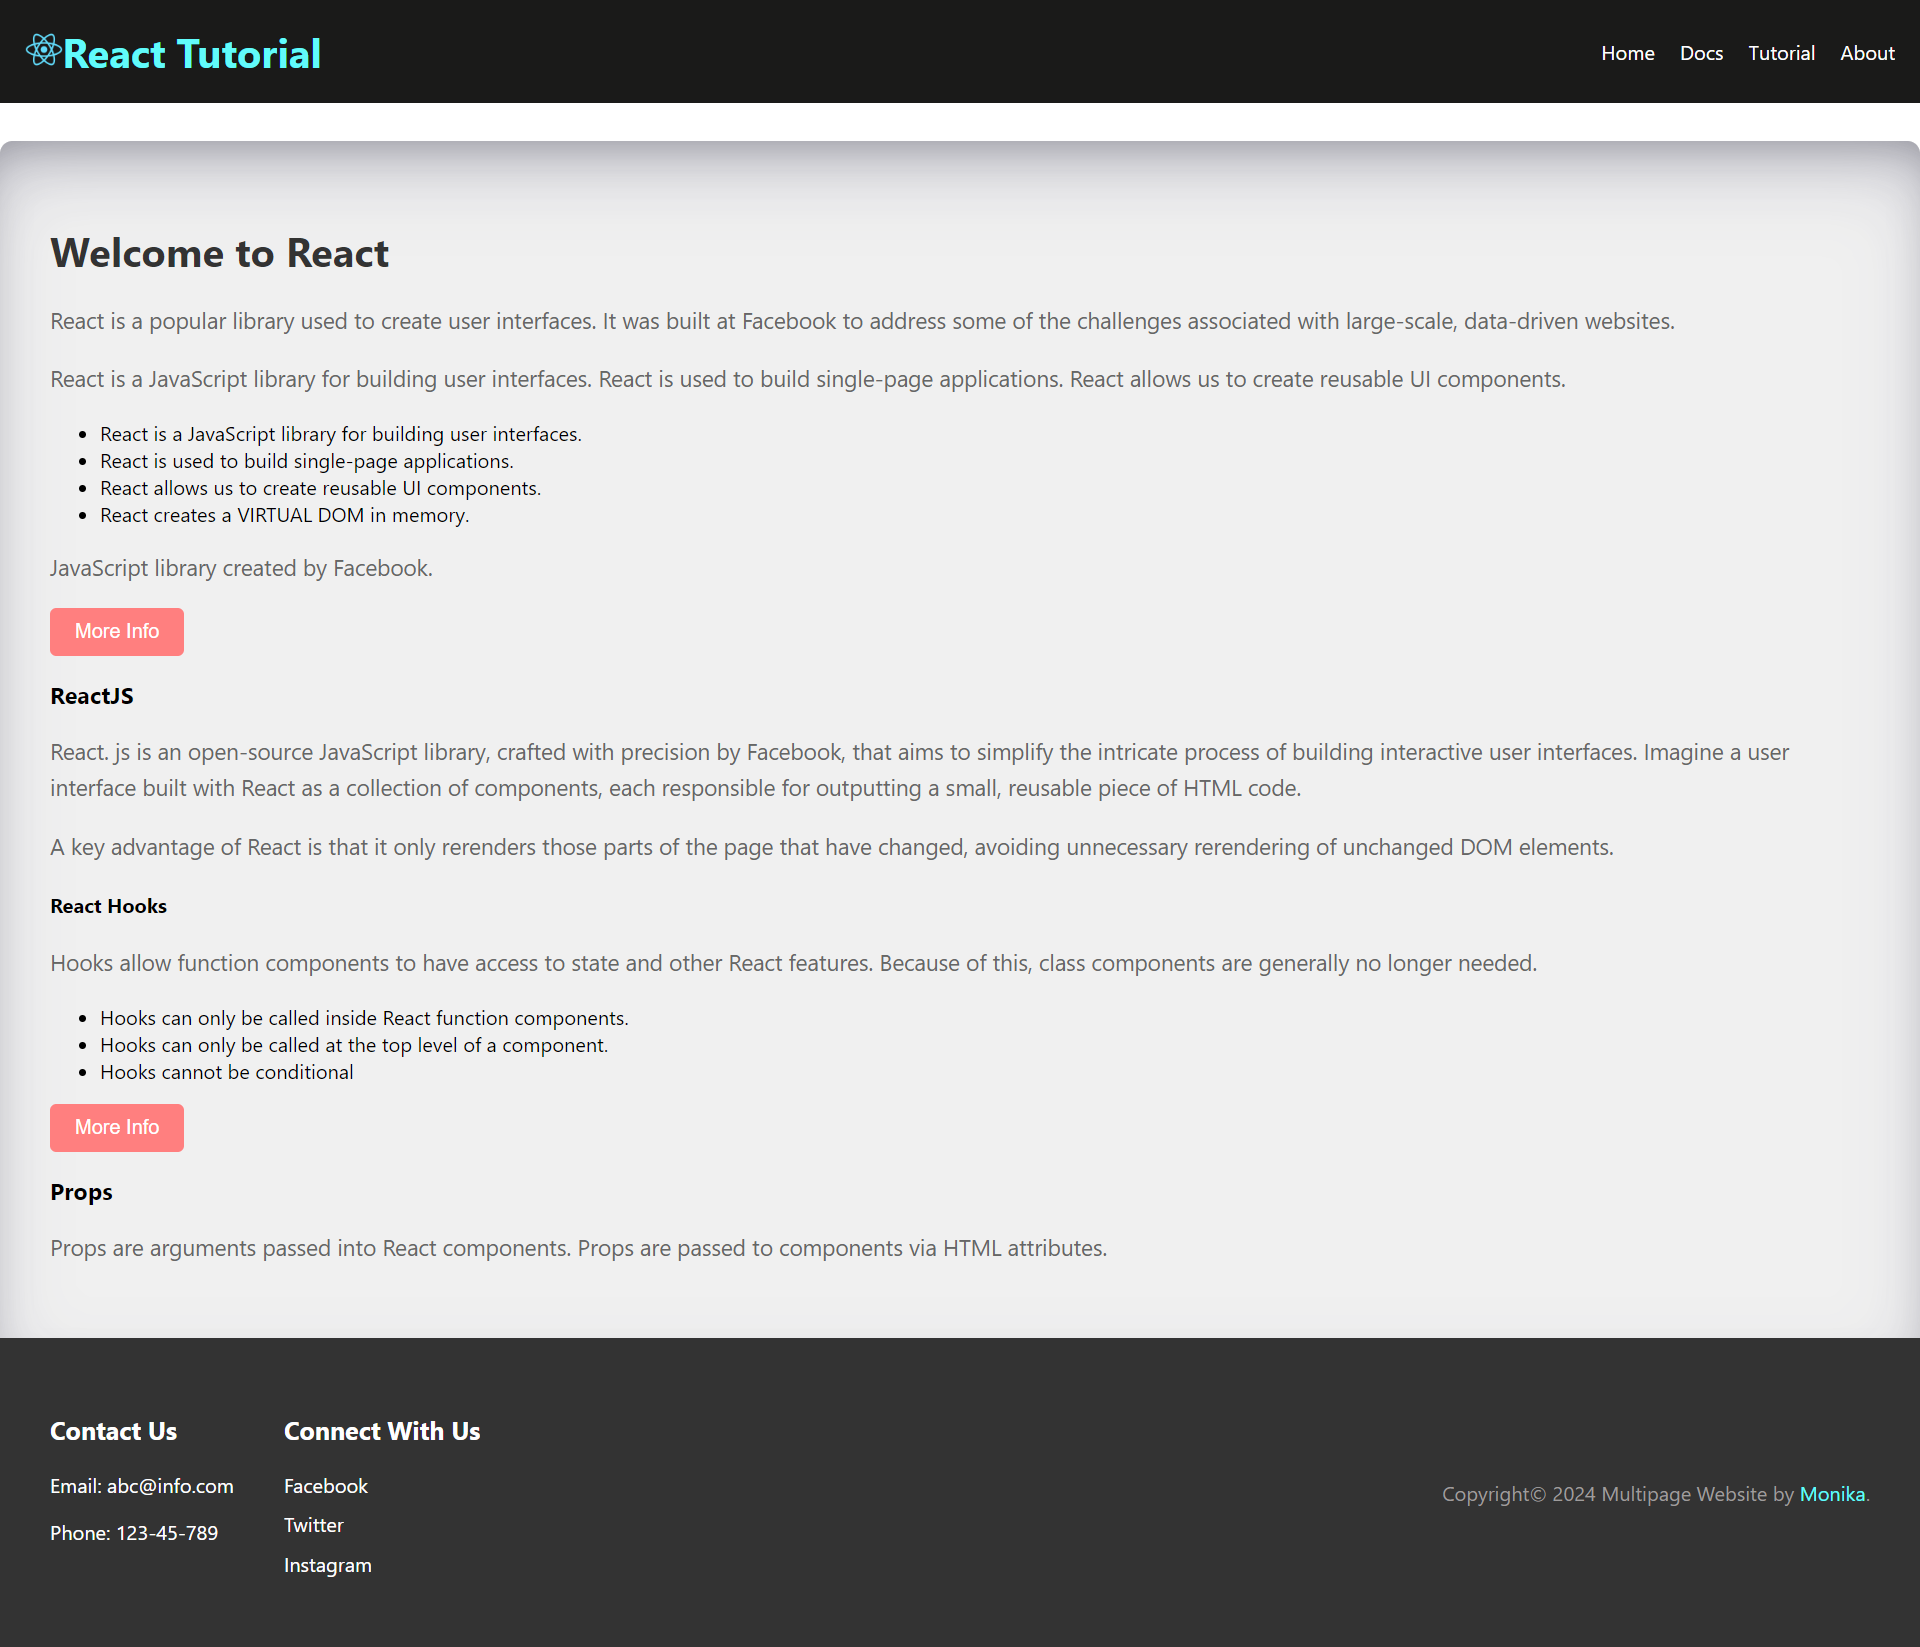 React Tutorial
Home Docs Tutorial About
Welcome to React
React is a popular library used to create user interfaces. It was built at Facebook to address some of the challenges associated with large-scale, data-driven websites.
React is a JavaScript library for building user interfaces. React is used to build single-page applications. React allows us to create reusable UI components.
• React is a JavaScript library for building user interfaces.
• React is used to build single-page applications.
• React allows us to create reusable UI components.
• React creates a VIRTUAL DOM in memory.
JavaScript library created by Facebook.
More Info
ReactJS
React. js is an open-source JavaScript library, crafted with precision by Facebook, that aims to simplify the intricate process of building interactive user interfaces. Imagine a user
interface built with React as a collection of components, each responsible for outputting a small, reusable piece of HTML code.
A key advantage of React is that it only rerenders those parts of the page that have changed, avoiding unnecessary rerendering of unchanged DOM elements.
React Hooks
Hooks allow function components to have access to state and other React features. Because of this, class components are generally no longer needed.
• Hooks can only be called inside React function components.
• Hooks can only be called at the top level of a component.
• Hooks cannot be conditional
More Info
Props
Props are arguments passed into React components. Props are passed to components via HTML attributes.
Contact Us
Email: abc@info.com
Phone: 123-45-789
Connect With Us
Facebook
Twitter
Instagram
Copyright© 2024 Multipage Website by Monika.